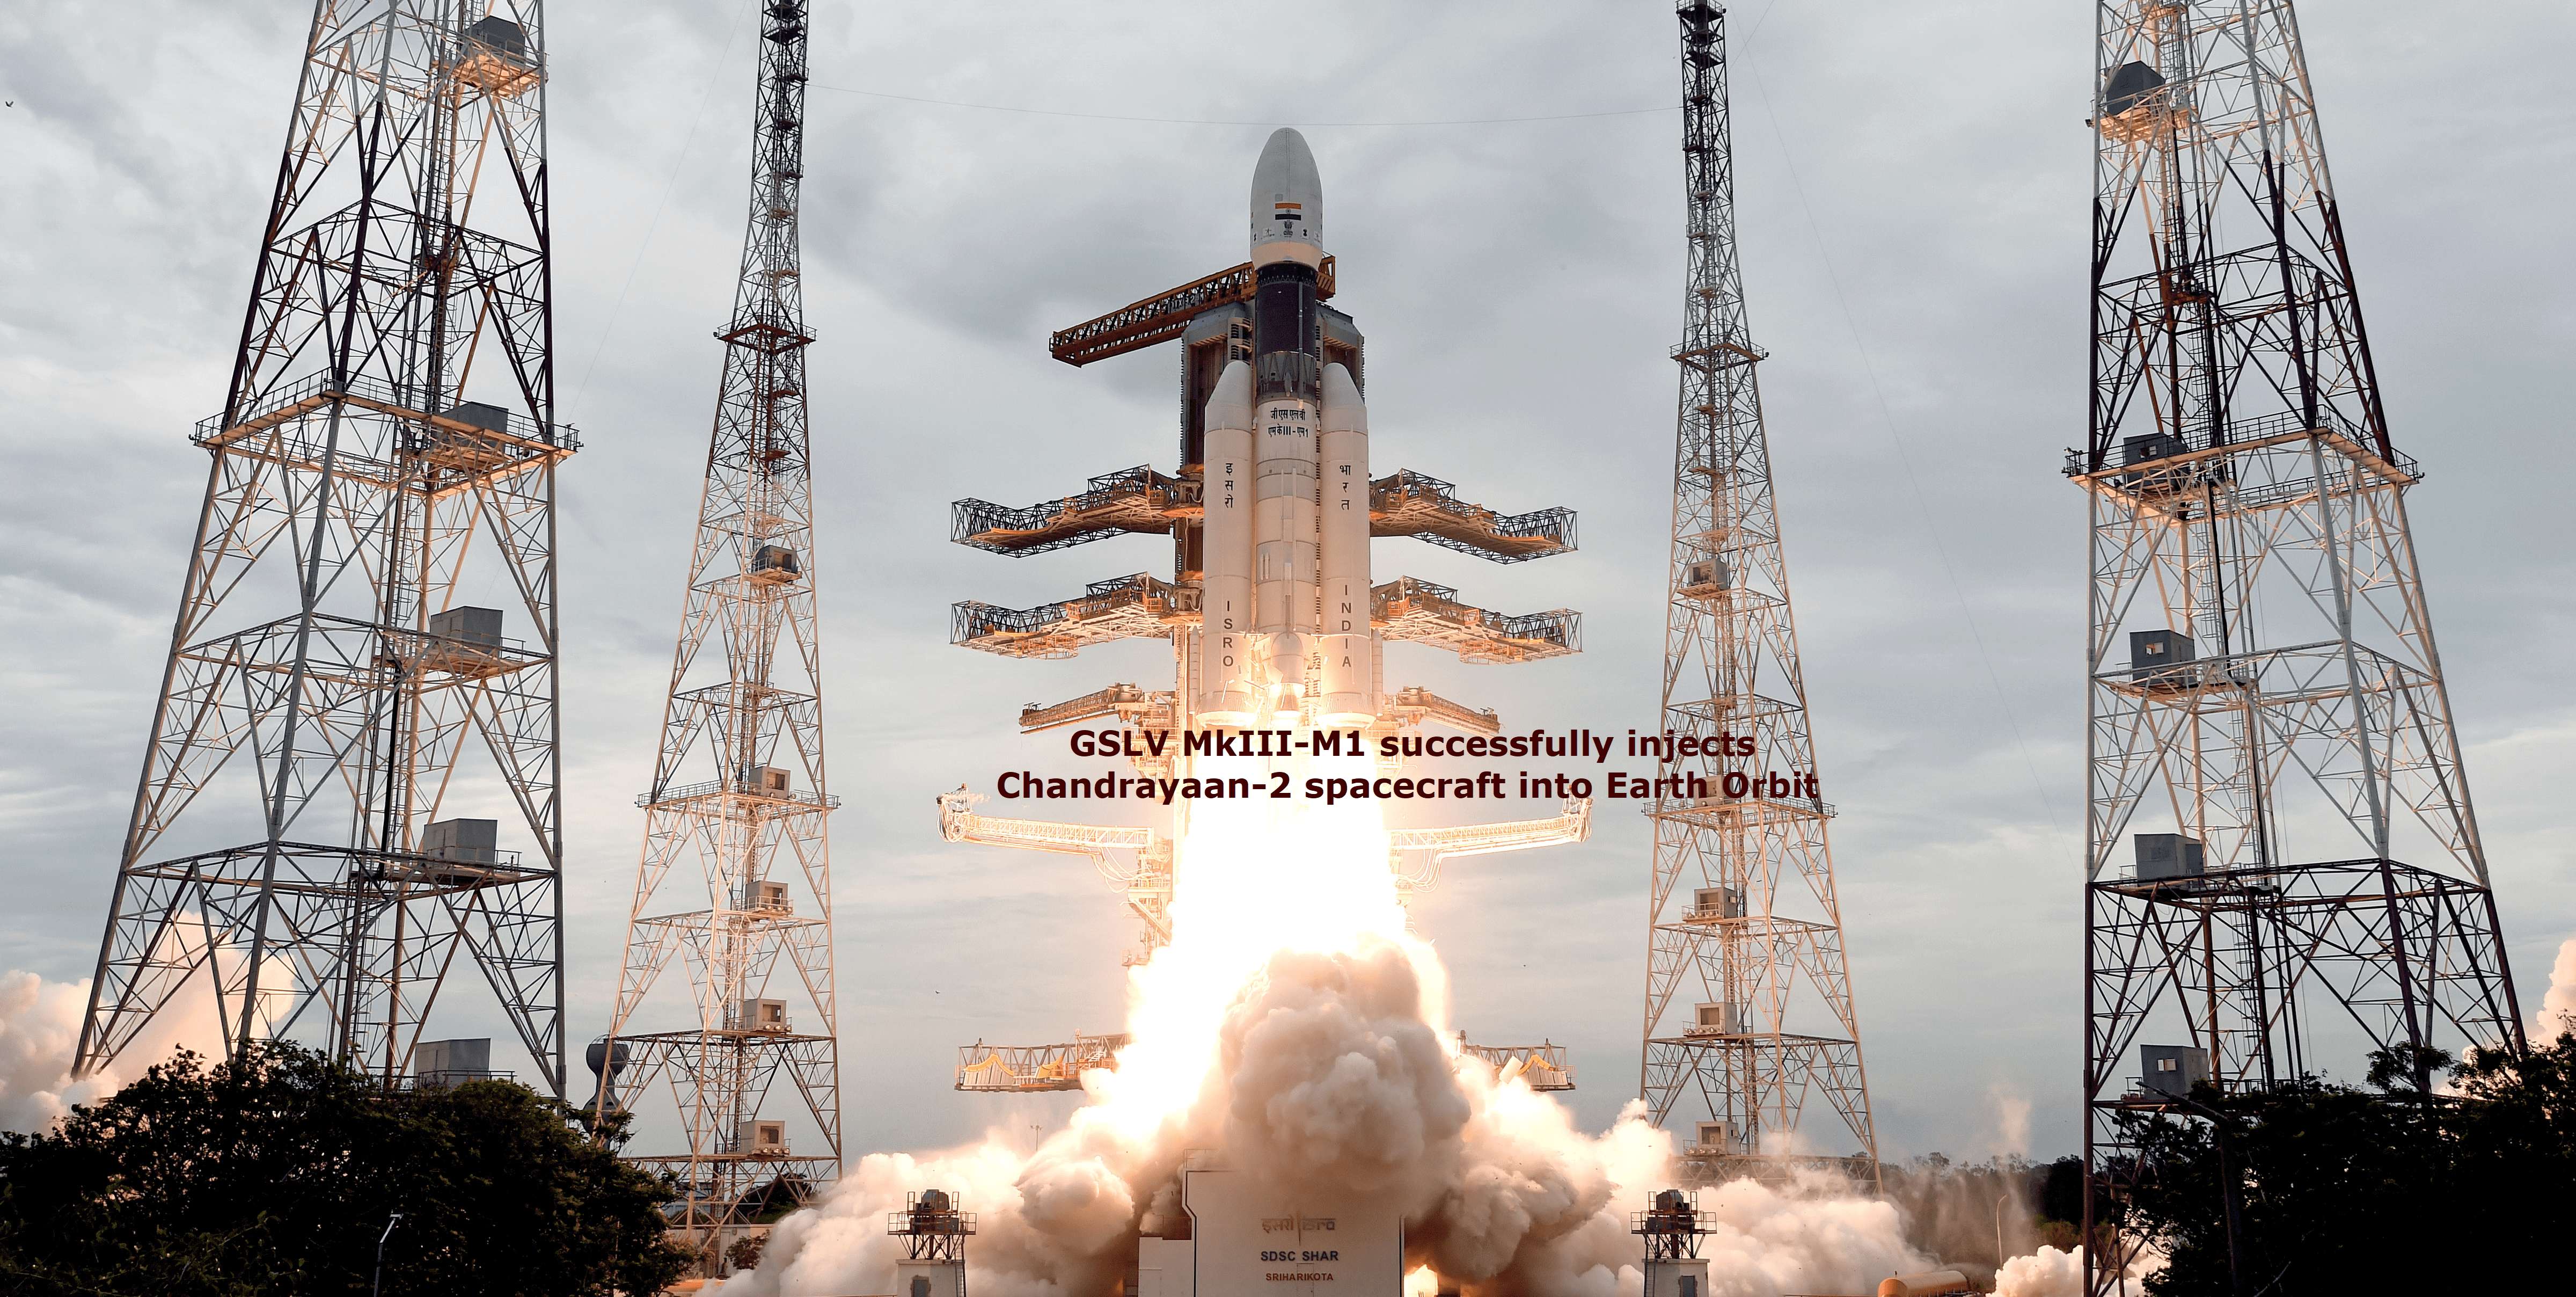 जीएसएलवी
एमकेIII-एम1
इसरो
भारत
ISRO
INDIA
GSLV MkIII-M1 successfully injects
Chandrayaan-2 spacecraft into Earth Orbit
इसरो isro
SDSC SHAR
SRIHARIKOTA